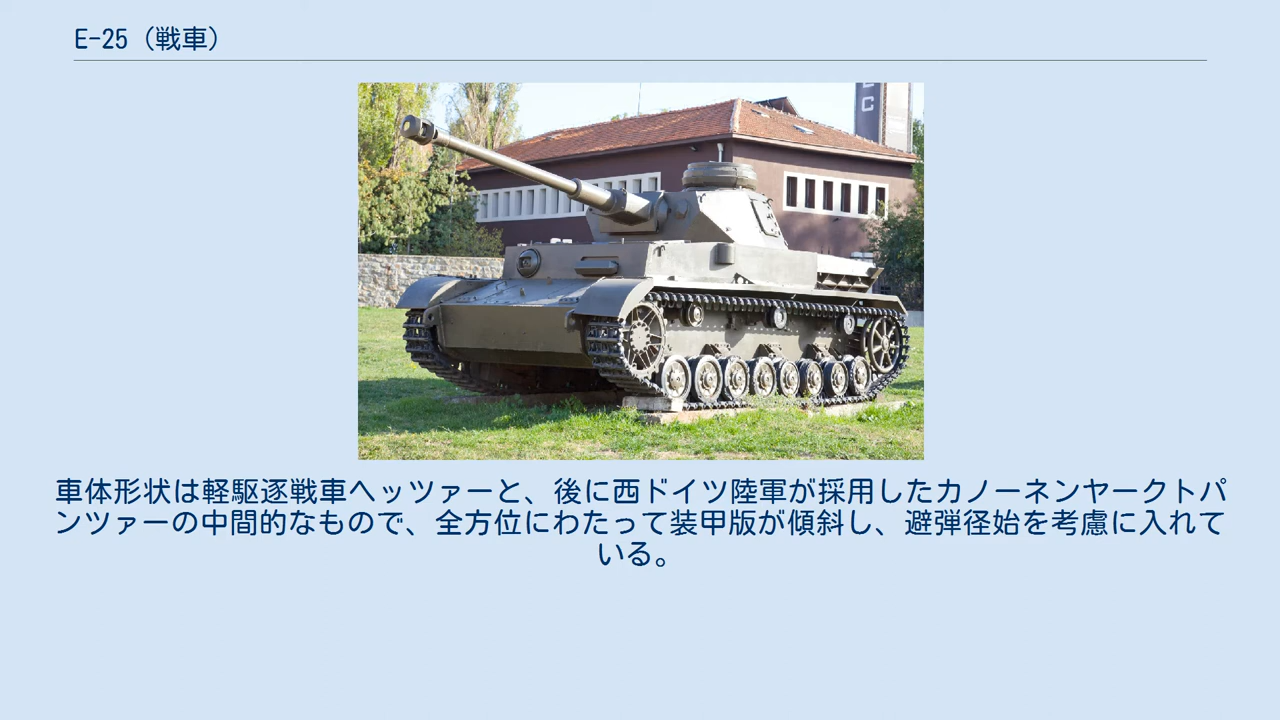 E-25（戦車）
C
車体形状は軽駆逐戦車ヘッツァーと、後に西ドイツ陸軍が採用したカノーネンヤークトパ
ンツァーの中間的なもので、全方位にわたって装甲版が傾斜し、避弾径始を考慮に入れて
いる。